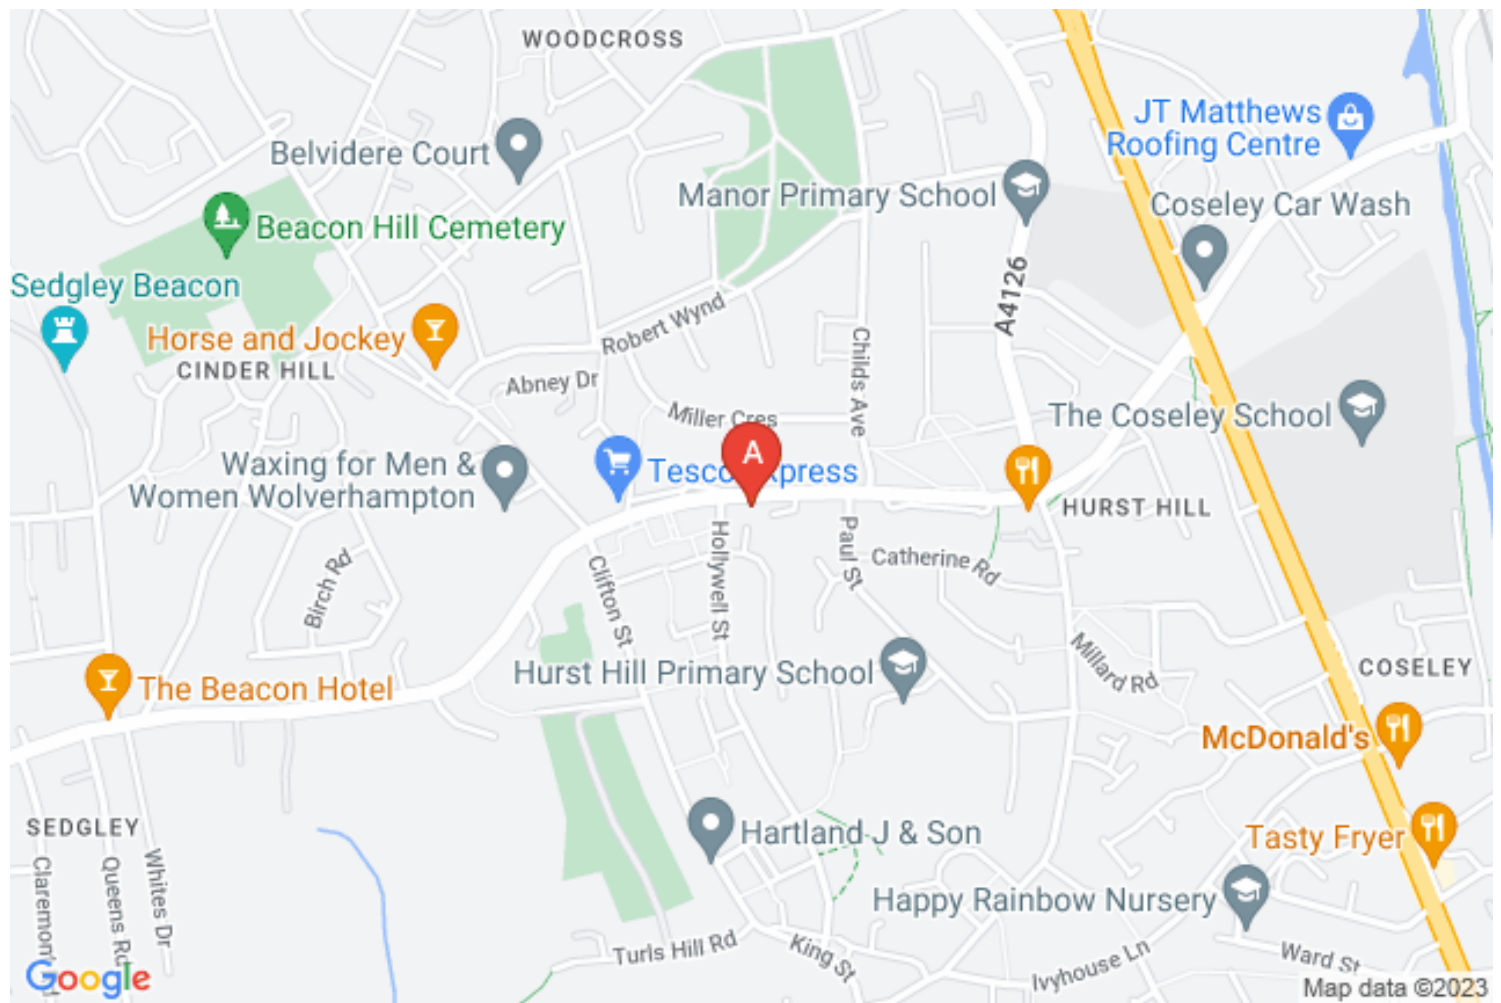 WOODCROSS
JT Matthews
Roofing Centre
Belvidere Court
Manor Primary School
Coseley Car Wash
Beacon Hill Cemetery
Sedgley Beacon
A4126
Horse and Jockey
Robert Wynd
Childs Ave
CINDER HILL
Abney Dr
Miller Cres
The Coseley School
A
Waxing for Men &
Women Wolverhampton
Tesco Express
HURST HILL
Hollywell St
Paul St
Catherine Rd
Birch Rd
Clifton St
Millard Rd
COSELEY
Hurst Hill Primary School
The Beacon Hotel
McDonald's
SEDGLEY
Hartland J & Son
Tasty Fryer
Queens Rd
Whites Dr
Happy Rainbow Nursery
Turls Hill Rd
King St
Ivyhouse Ln
Ward St
Google
Map data ©2023